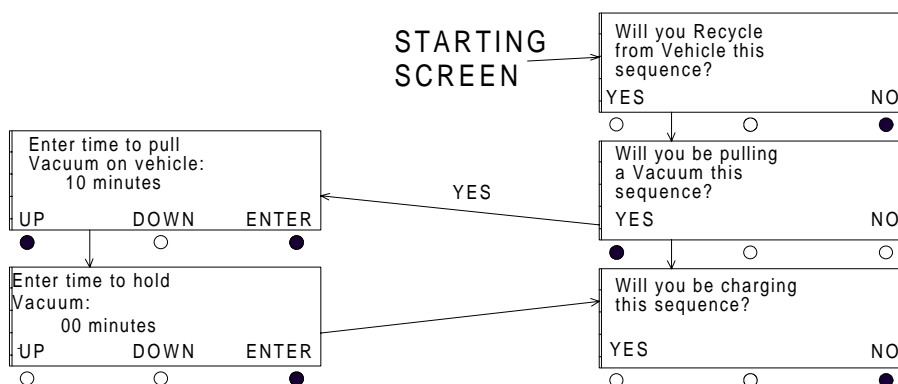 STARTING
SCREEN
Will you Recycle
from Vehicle this
sequence?
YES NO
Enter time to pull
Vacuum on vehicle:
10 minutes
UP DOWN ENTER
YES
Will you be pulling
a Vacuum this
sequence?
YES NO
Enter time to hold
Vacuum:
00 minutes
UP DOWN ENTER
Will you be charging
this sequence?
YES NO